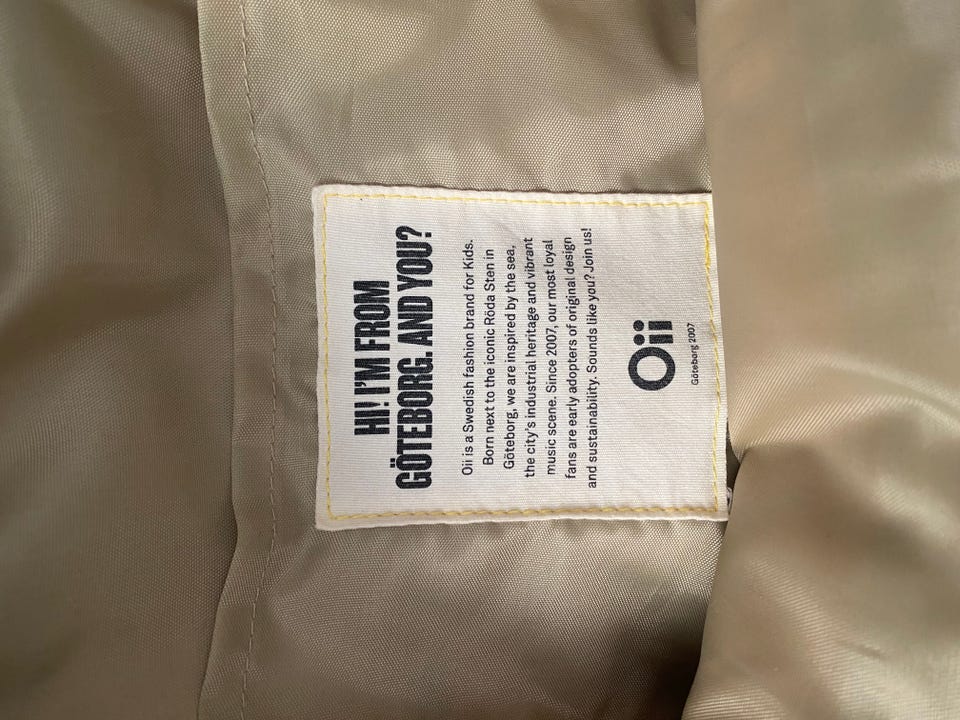 HI! I'M FROM
GÖTEBORG. AND YOU?
Oii is a Swedish fashion brand for Kids.
Born next to the iconic Röda Sten in
Göteborg, we are inspired by the sea,
the city's industrial heritage and vibrant
music scene. Since 2007, our most loyal
fans are early adopters of original design
and sustainability. Sounds like you? Join us!
Oii
Göteborg 2007